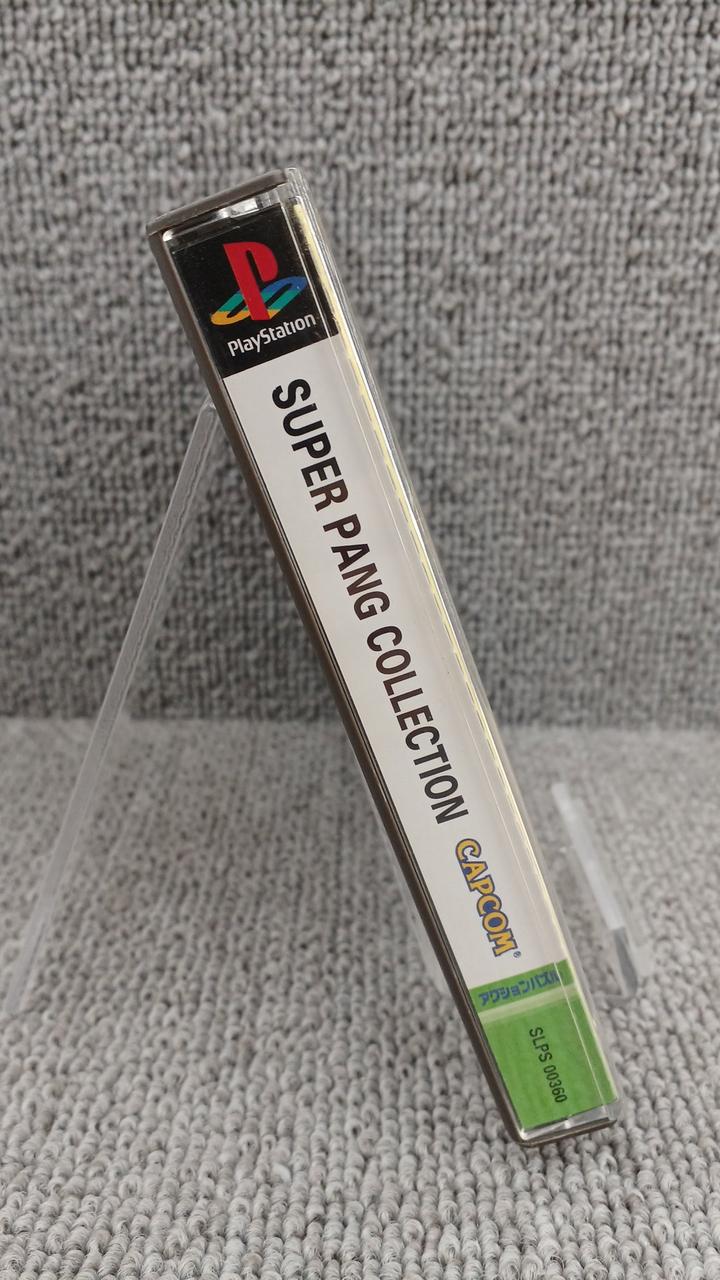 PlayStation
SUPER PANG COLLECTION
CAPCOM®
アクションパズル
SLPS 00360